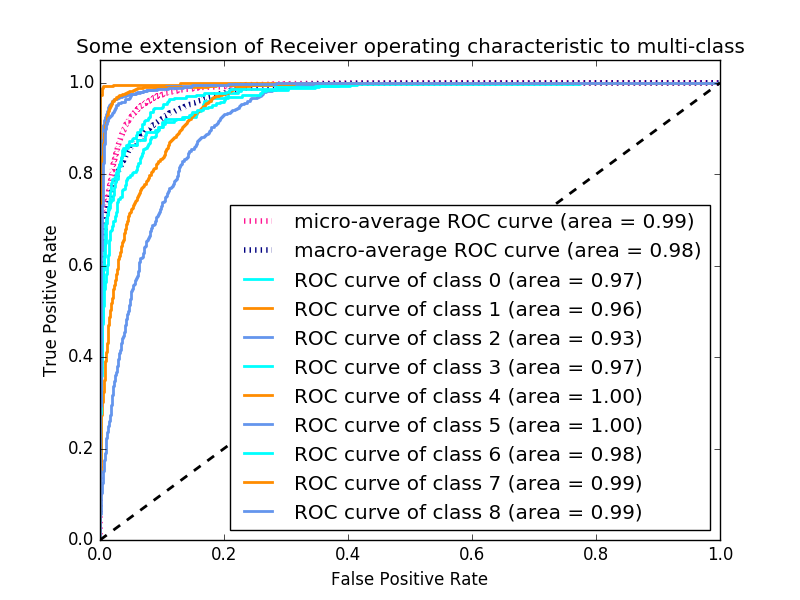 Some extension of Receiver operating characteristic to multi-class
1.0
0.8
0.6
0.4
0.2
0.0
True Positive Rate
micro-average ROC curve (area = 0.99)
macro-average ROC curve (area = 0.98)
ROC curve of class 0 (area = 0.97)
ROC curve of class 1 (area = 0.96)
ROC curve of class 2 (area = 0.93)
ROC curve of class 3 (area = 0.97)
ROC curve of class 4 (area = 1.00)
ROC curve of class 5 (area = 1.00)
ROC curve of class 6 (area = 0.98)
ROC curve of class 7 (area = 0.99)
ROC curve of class 8 (area = 0.99)
0.0 0.2 0.4 0.6 0.8 1.0
False Positive Rate